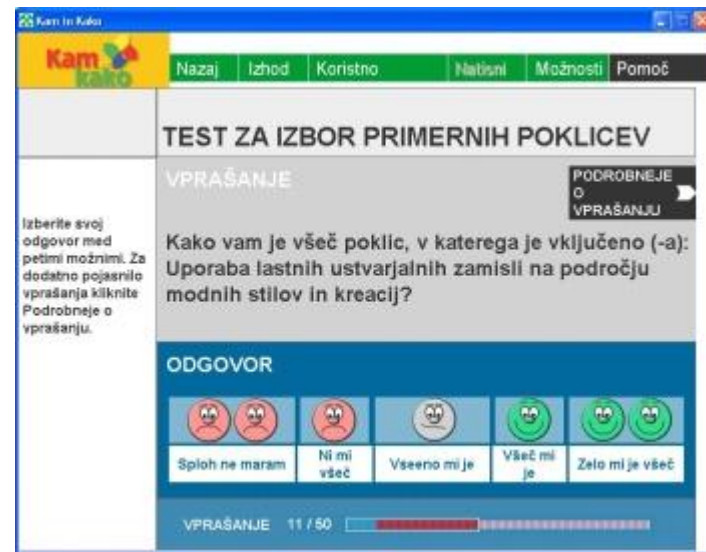 Kam in Kako
Kam
kako
Nazaj Izhod Koristno Natisni Možnosti Pomoč
TEST ZA IZBOR PRIMERNIH POKLICEV
VPRAŠANJE
PODROBNEJE
O
VPRAŠANJU
Izberite svoj
odgovor med
petimi možnimi. Za
dodatno pojasnilo
vprašanja kliknite
Podrobneje o
vprašanju.
Kako vam je všeč poklic, v katerega je vključeno (-a):
Uporaba lastnih ustvarjalnih zamisli na področju
modnih stilov in kreacij?
ODGOVOR
Sploh ne maram
Ni mi
všeč
Vseeno mi je
Všeč mi
je
Zelo mi je všeč
VPRAŠANJE 11 / 50